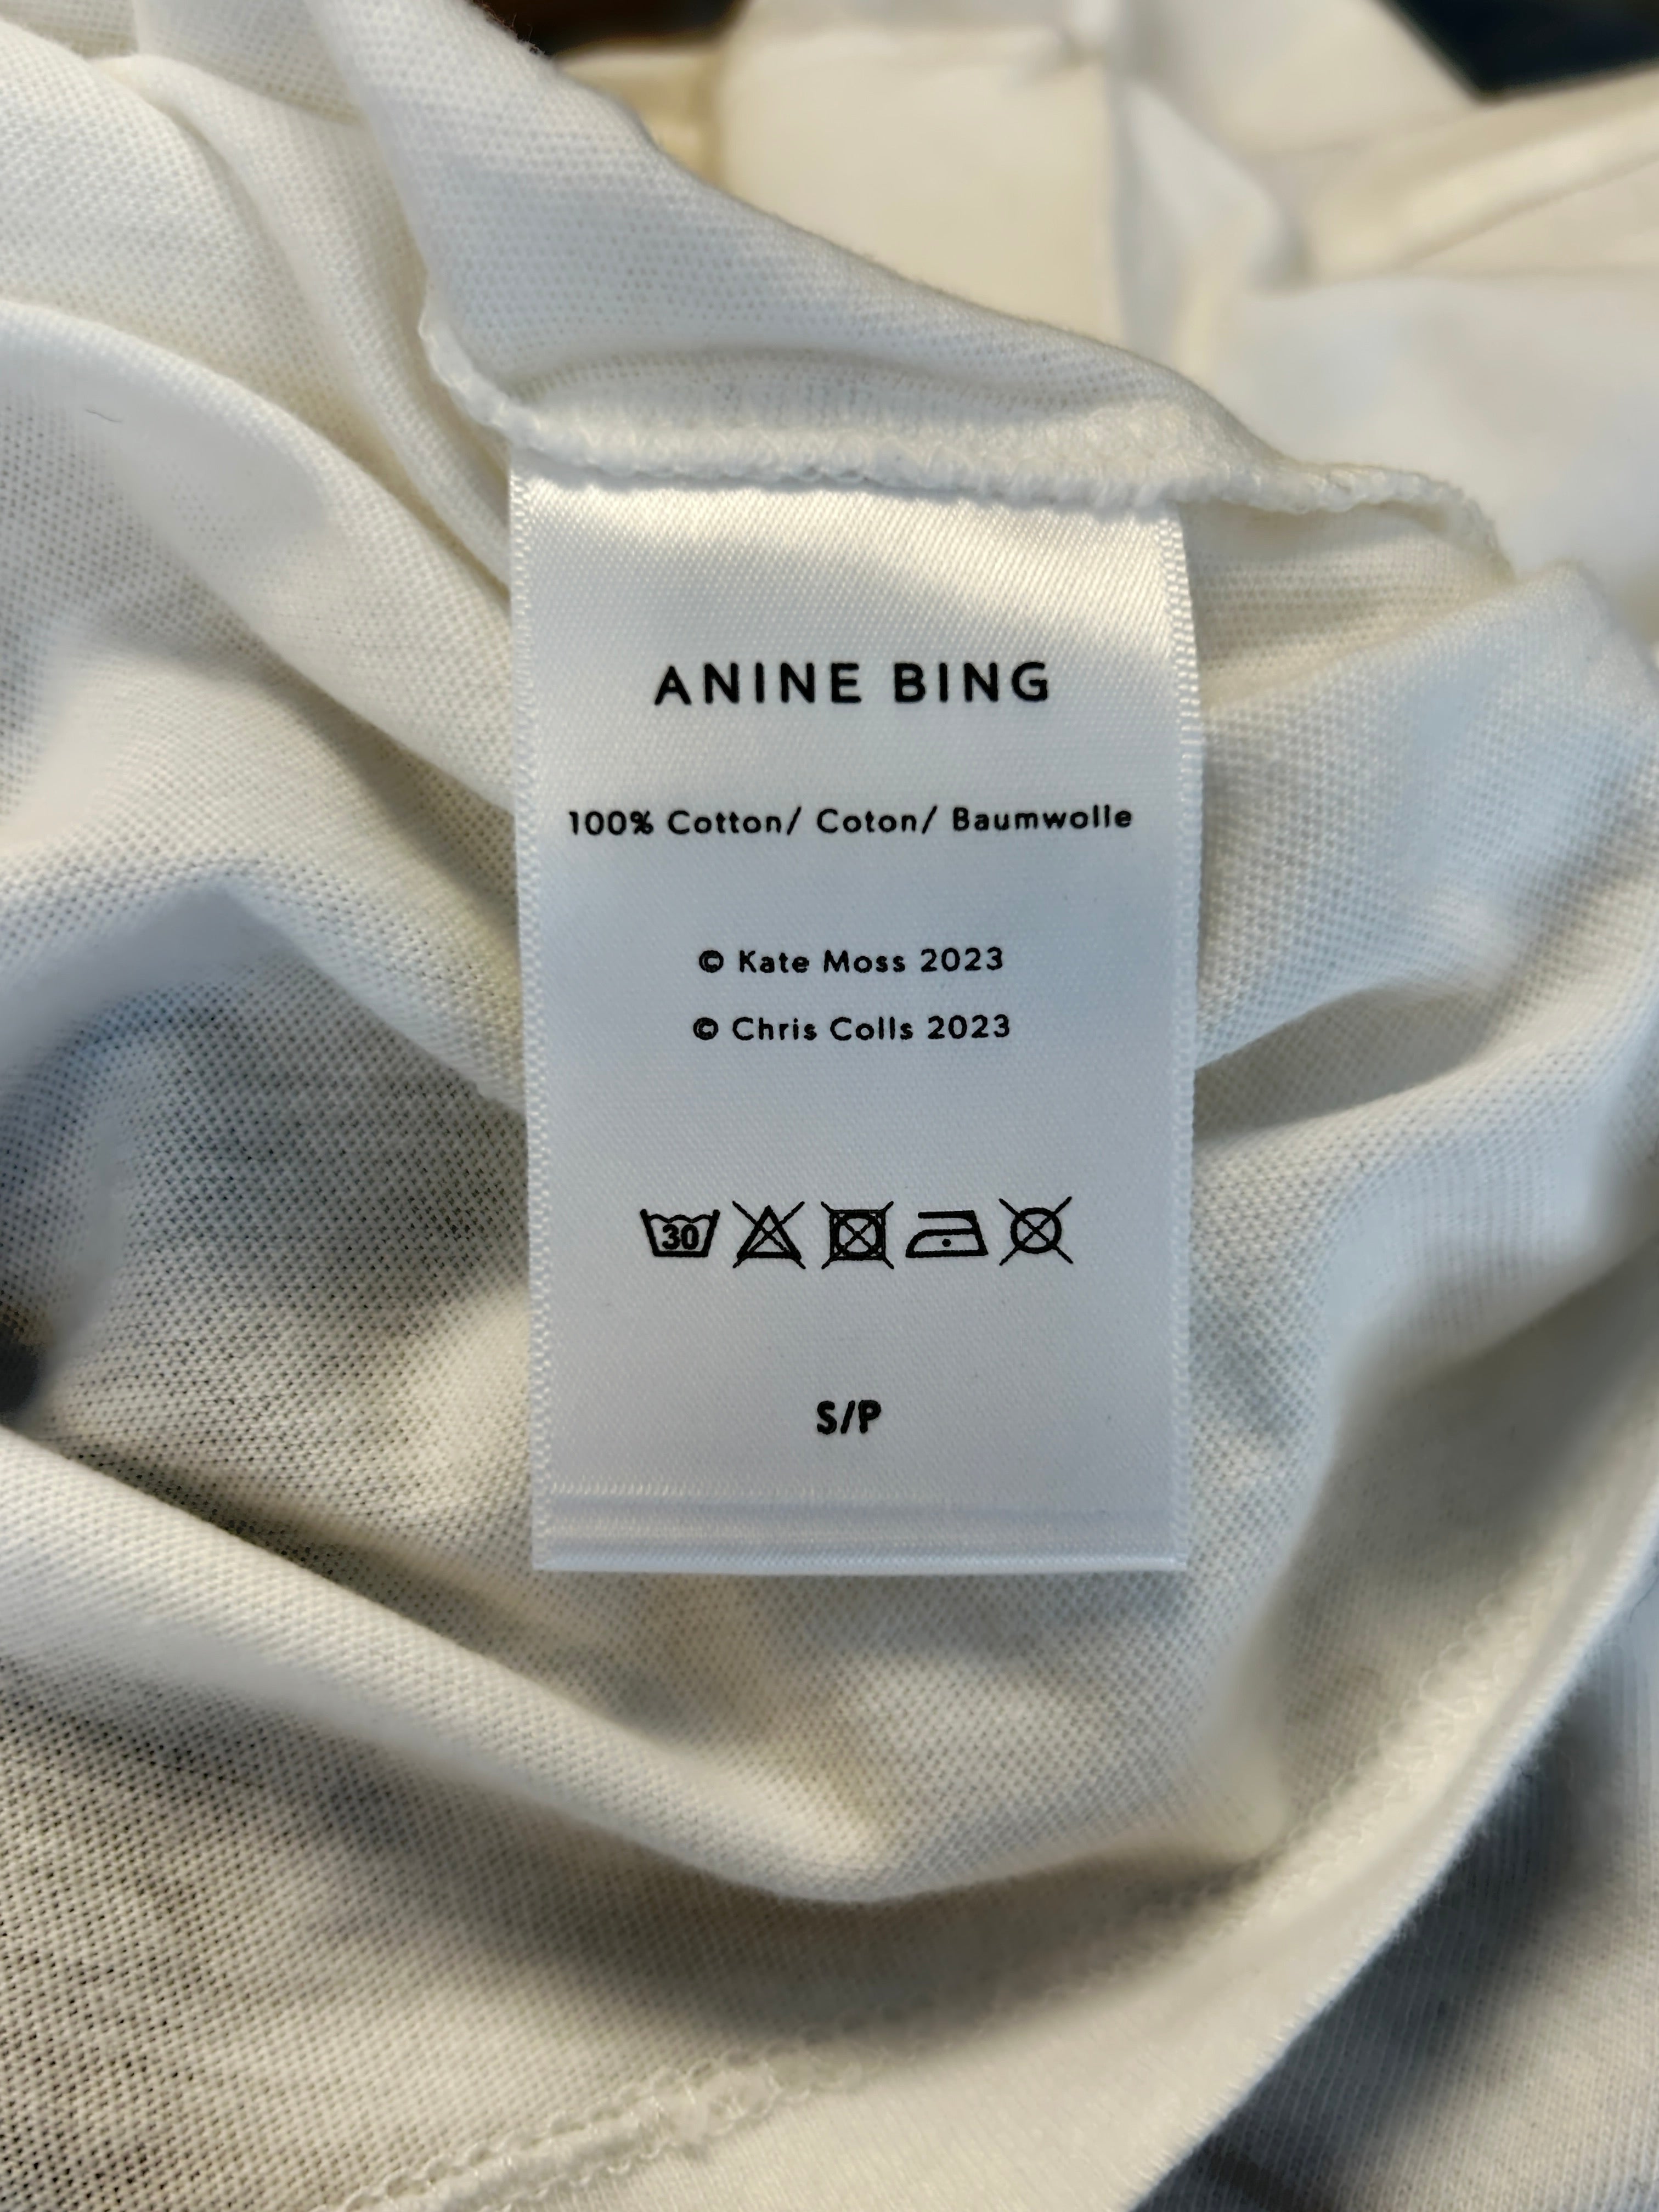 ANINE BING
100% Cotton/ Coton/ Baumwolle
© Kate Moss 2023
© Chris Colls 2023
30
S/P